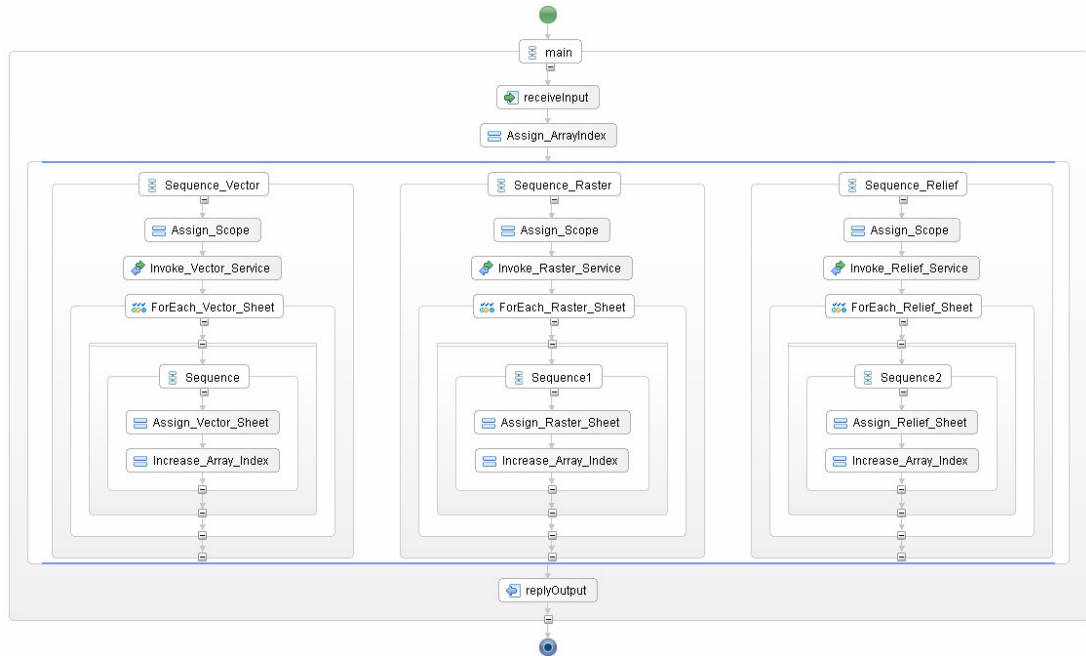 main
receiveInput
Assign_ArrayIndex
Sequence_Vector
Assign_Scope
Invoke_Vector_Service
ForEach_Vector_Sheet
Sequence
Assign_Vector_Sheet
Increase_Array_Index
Sequence_Raster
Assign_Scope
Invoke_Raster_Service
ForEach_Raster_Sheet
Sequence1
Assign_Raster_Sheet
Increase_Array_Index
Sequence_Relief
Assign_Scope
Invoke_Relief_Service
ForEach_Relief_Sheet
Sequence2
Assign_Relief_Sheet
Increase_Array_Index
replyOutput